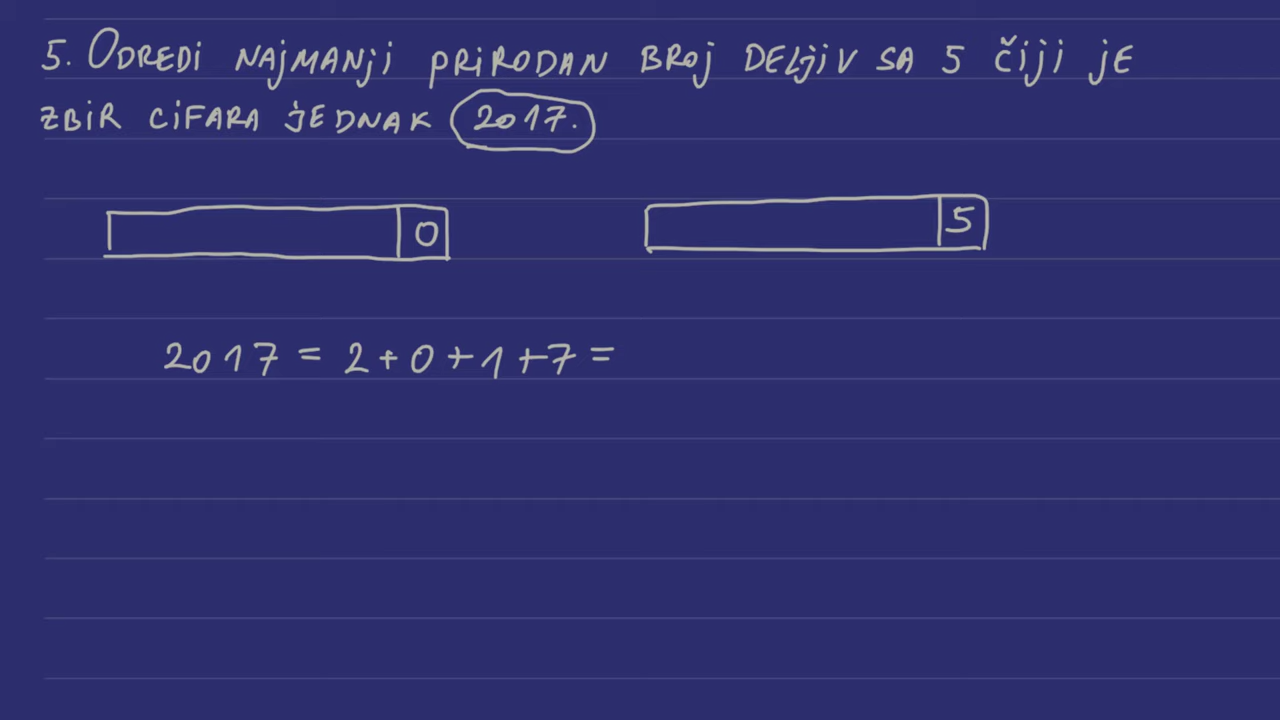 5. ODREDI NAJMANJI PRIRODAN BROJ DELJIV SA 5 ČIJI JE
ZBIR CIFARA JEDNAK 2017.
0 5
2017 = 2+0+1+7=